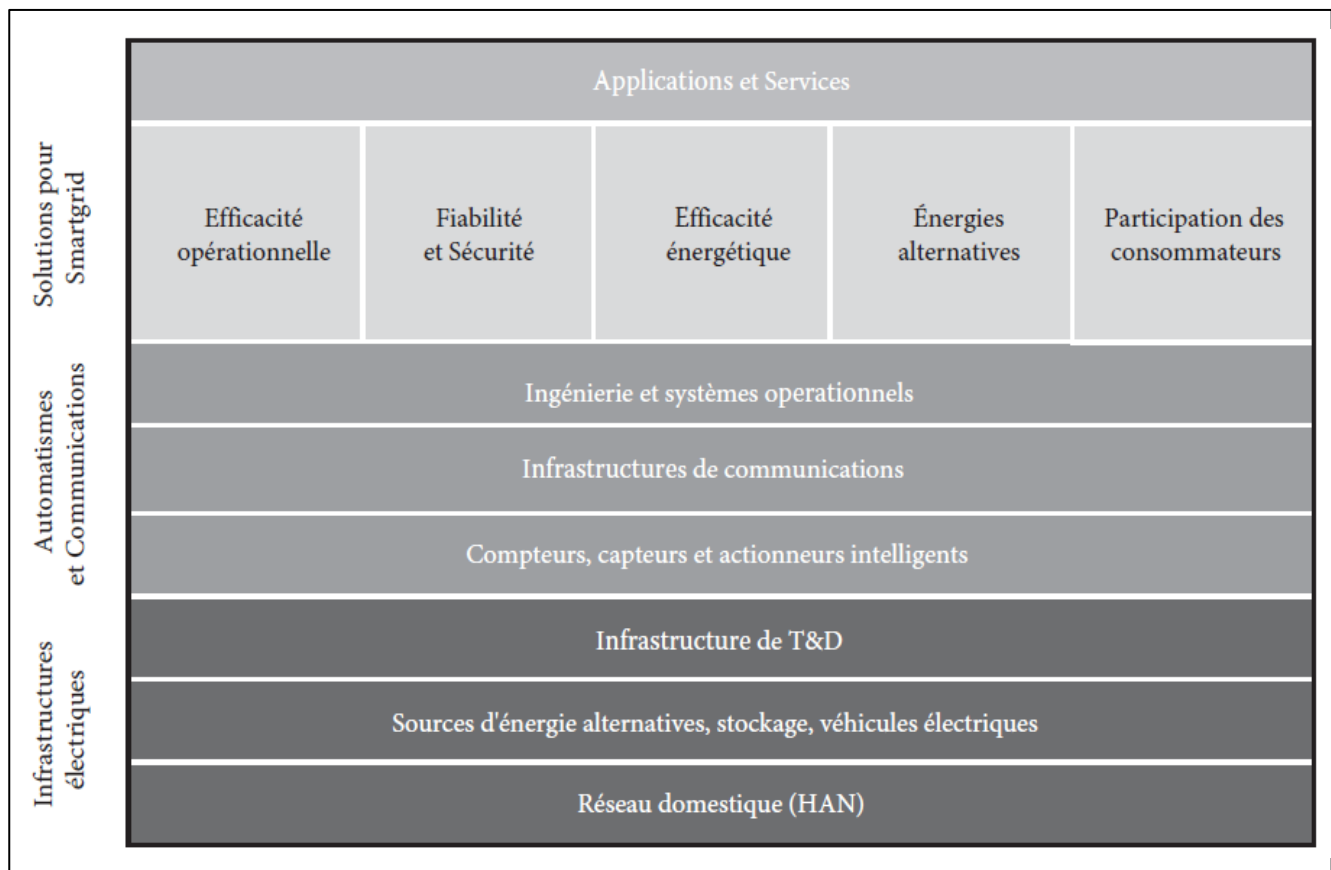 Applications et Services
Solutions pour
Smartgrid
Efficacité
opérationnelle
Fiabilité
et Sécurité
Efficacité
énergétique
Énergies
alternatives
Participation des
consommateurs
Automatismes
et Communications
Ingénierie et systèmes operationnels
Infrastructures de communications
Compteurs, capteurs et actionneurs intelligents
Infrastructures
électriques
Infrastructure de T&D
Sources d'énergie alternatives, stockage, véhicules électriques
Réseau domestique (HAN)